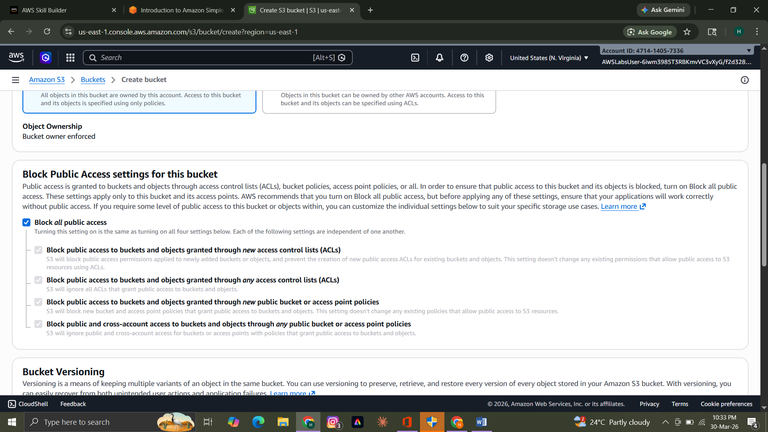 AWS Skill Builder
Introduction to Amazon Simple
Create S3 bucket | S3 | us-east-
Ask Gemini
us-east-1.console.aws.amazon.com/s3/bucket/create?region=us-east-1
Ask Google
H
aws
Search
[Alt+S]
United States (N. Virginia)
Account ID: 4714-1405-7336
Amazon S3
Buckets
Create bucket
All objects in this bucket are owned by this account. Access to this bucket
and its objects is specified using only policies.
Objects in this bucket can be owned by other AWS accounts. Access to this
bucket and its objects can be specified using ACLs.
Object Ownership
Bucket owner enforced
Block Public Access settings for this bucket
Public access is granted to buckets and objects through access control lists (ACLs), bucket policies, access point policies, or all. In order to ensure that public access to this bucket and its objects is blocked, turn on Block all public
access. These settings apply only to this bucket and its access points. AWS recommends that you turn on Block all public access, but before applying any of these settings, ensure that your applications will work correctly
without public access. If you require some level of public access to this bucket or objects within, you can customize the individual settings below to suit your specific storage use cases. Learn more
Block all public access
Turning this setting on is the same as turning on all four settings below. Each of the following settings are independent of one another.
Block public access to buckets and objects granted through new access control lists (ACLs)
S3 will block public access permissions applied to newly added buckets or objects, and prevent the creation of new public access ACLs for existing buckets and objects. This setting doesn't change any existing permissions that allow public access to S3
resources using ACLs.
Block public access to buckets and objects granted through any access control lists (ACLs)
S3 will ignore all ACLs that grant public access to buckets and objects.
Block public access to buckets and objects granted through new public bucket or access point policies
S3 will block new bucket and access point policies that grant public access to buckets and objects. This setting doesn't change any existing policies that allow public access to S3 resources.
Block public and cross-account access to buckets and objects through any public bucket or access point policies
S3 will ignore public and cross-account access for buckets or access points with policies that grant public access to buckets and objects.
Bucket Versioning
Versioning is a means of keeping multiple variants of an object in the same bucket. You can use versioning to preserve, retrieve, and restore every version of every object stored in your Amazon S3 bucket. With versioning, you
can easily recover from both unintended user actions and application failures. Learn more
CloudShell
Feedback
© 2026, Amazon Web Services, Inc. or its affiliates.
Privacy
Terms
Cookie preferences
Type here to search
24°C Partly cloudy
10:33 PM
30-Mar-26